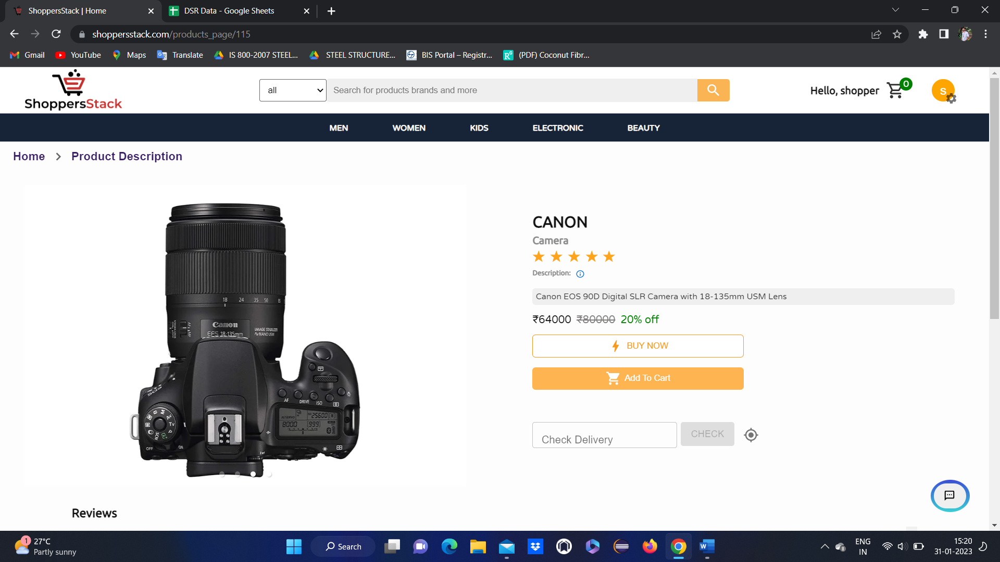 ShoppersStack | Home
DSR Data - Google Sheets
shoppersstack.com/products_page/115
Gmail
YouTube
Maps
Translate
IS 800-2007 STEEL...
STEEL STRUCTURE...
BIS Portal – Registr...
(PDF) Coconut Fibr...
ShoppersStack
all
Search for products brands and more
Hello, shopper
0
S
MEN
WOMEN
KIDS
ELECTRONIC
BEAUTY
Home
Product Description
18 24 35 50 85
Canon
EFS 18-135mm
IMAGE STABILIZER
NANO USM
AF DRIVE ISO
25600
8000 [999]
OFF
ON
CANON
Camera
Description:
Canon EOS 90D Digital SLR Camera with 18-135mm USM Lens
₹64000 ₹80000 20% off
BUY NOW
Add To Cart
Check Delivery
CHECK
Reviews
1
27°C
Partly sunny
Search
ENG
IN
15:20
31-01-2023